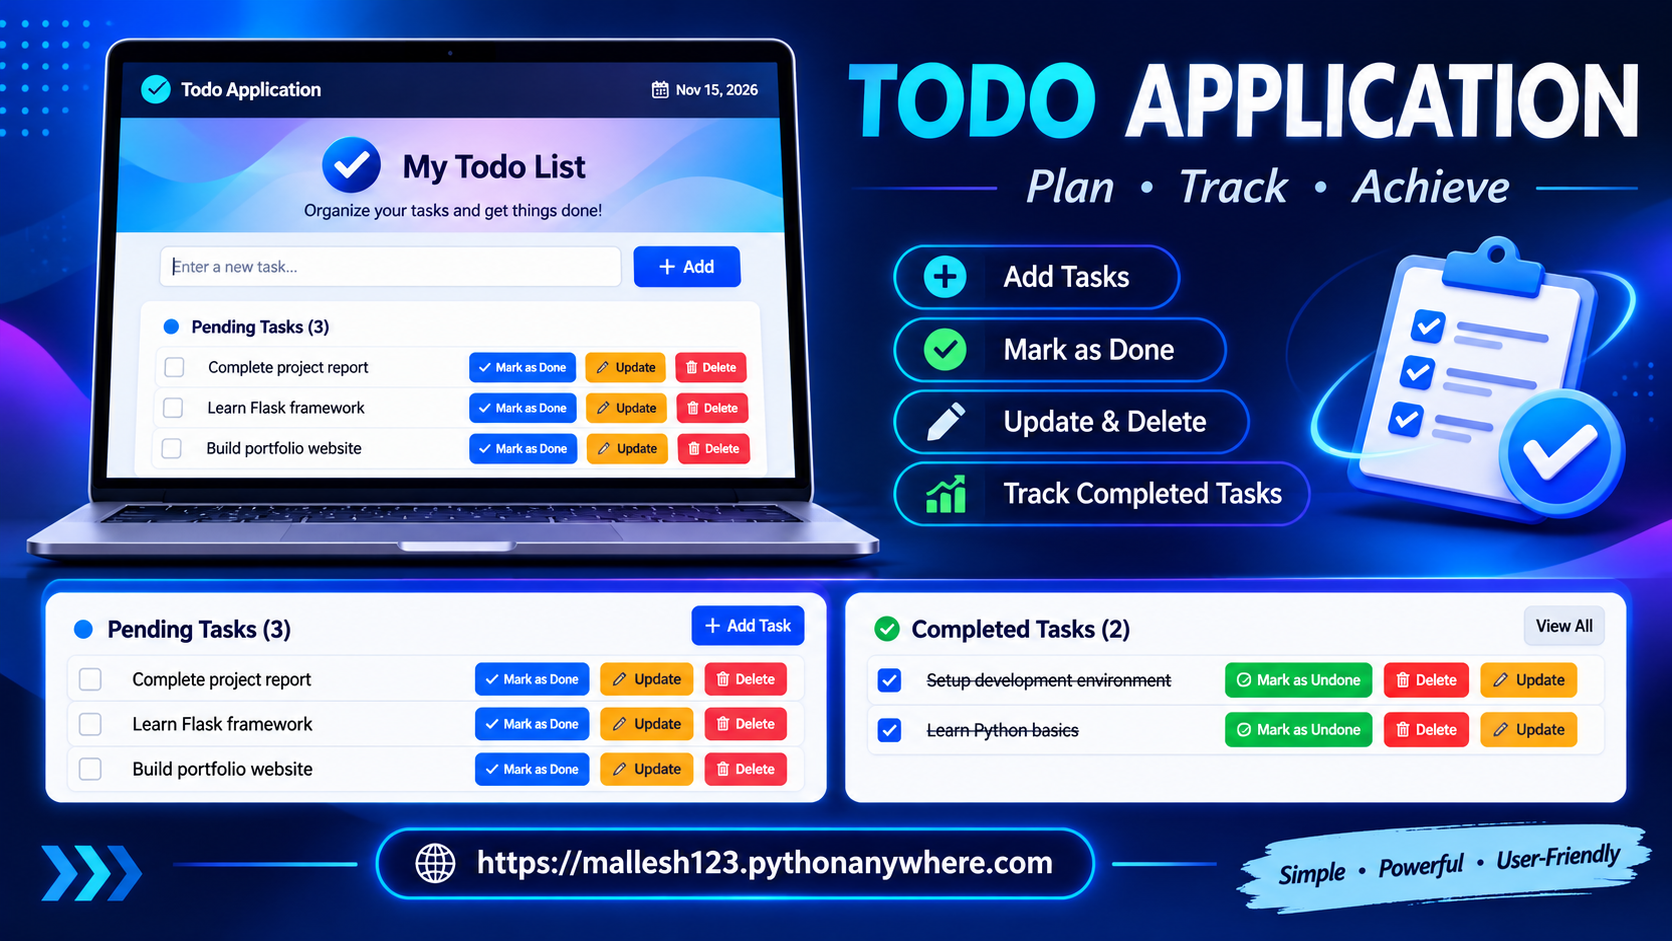 Todo Application
Nov 15, 2026
My Todo List
Organize your tasks and get things done!
Enter a new task...
+ Add
Pending Tasks (3)
Complete project report Mark as Done Update Delete
Learn Flask framework Mark as Done Update Delete
Build portfolio website Mark as Done Update Delete
TODO APPLICATION
Plan • Track • Achieve
Add Tasks
Mark as Done
Update & Delete
Track Completed Tasks
Pending Tasks (3) + Add Task
Complete project report Mark as Done Update Delete
Learn Flask framework Mark as Done Update Delete
Build portfolio website Mark as Done Update Delete
Completed Tasks (2) View All
Setup development environment Mark as Undone Delete Update
Learn Python basics Mark as Undone Delete Update
https://mallesh123.pythonanywhere.com
Simple • Powerful • User-Friendly